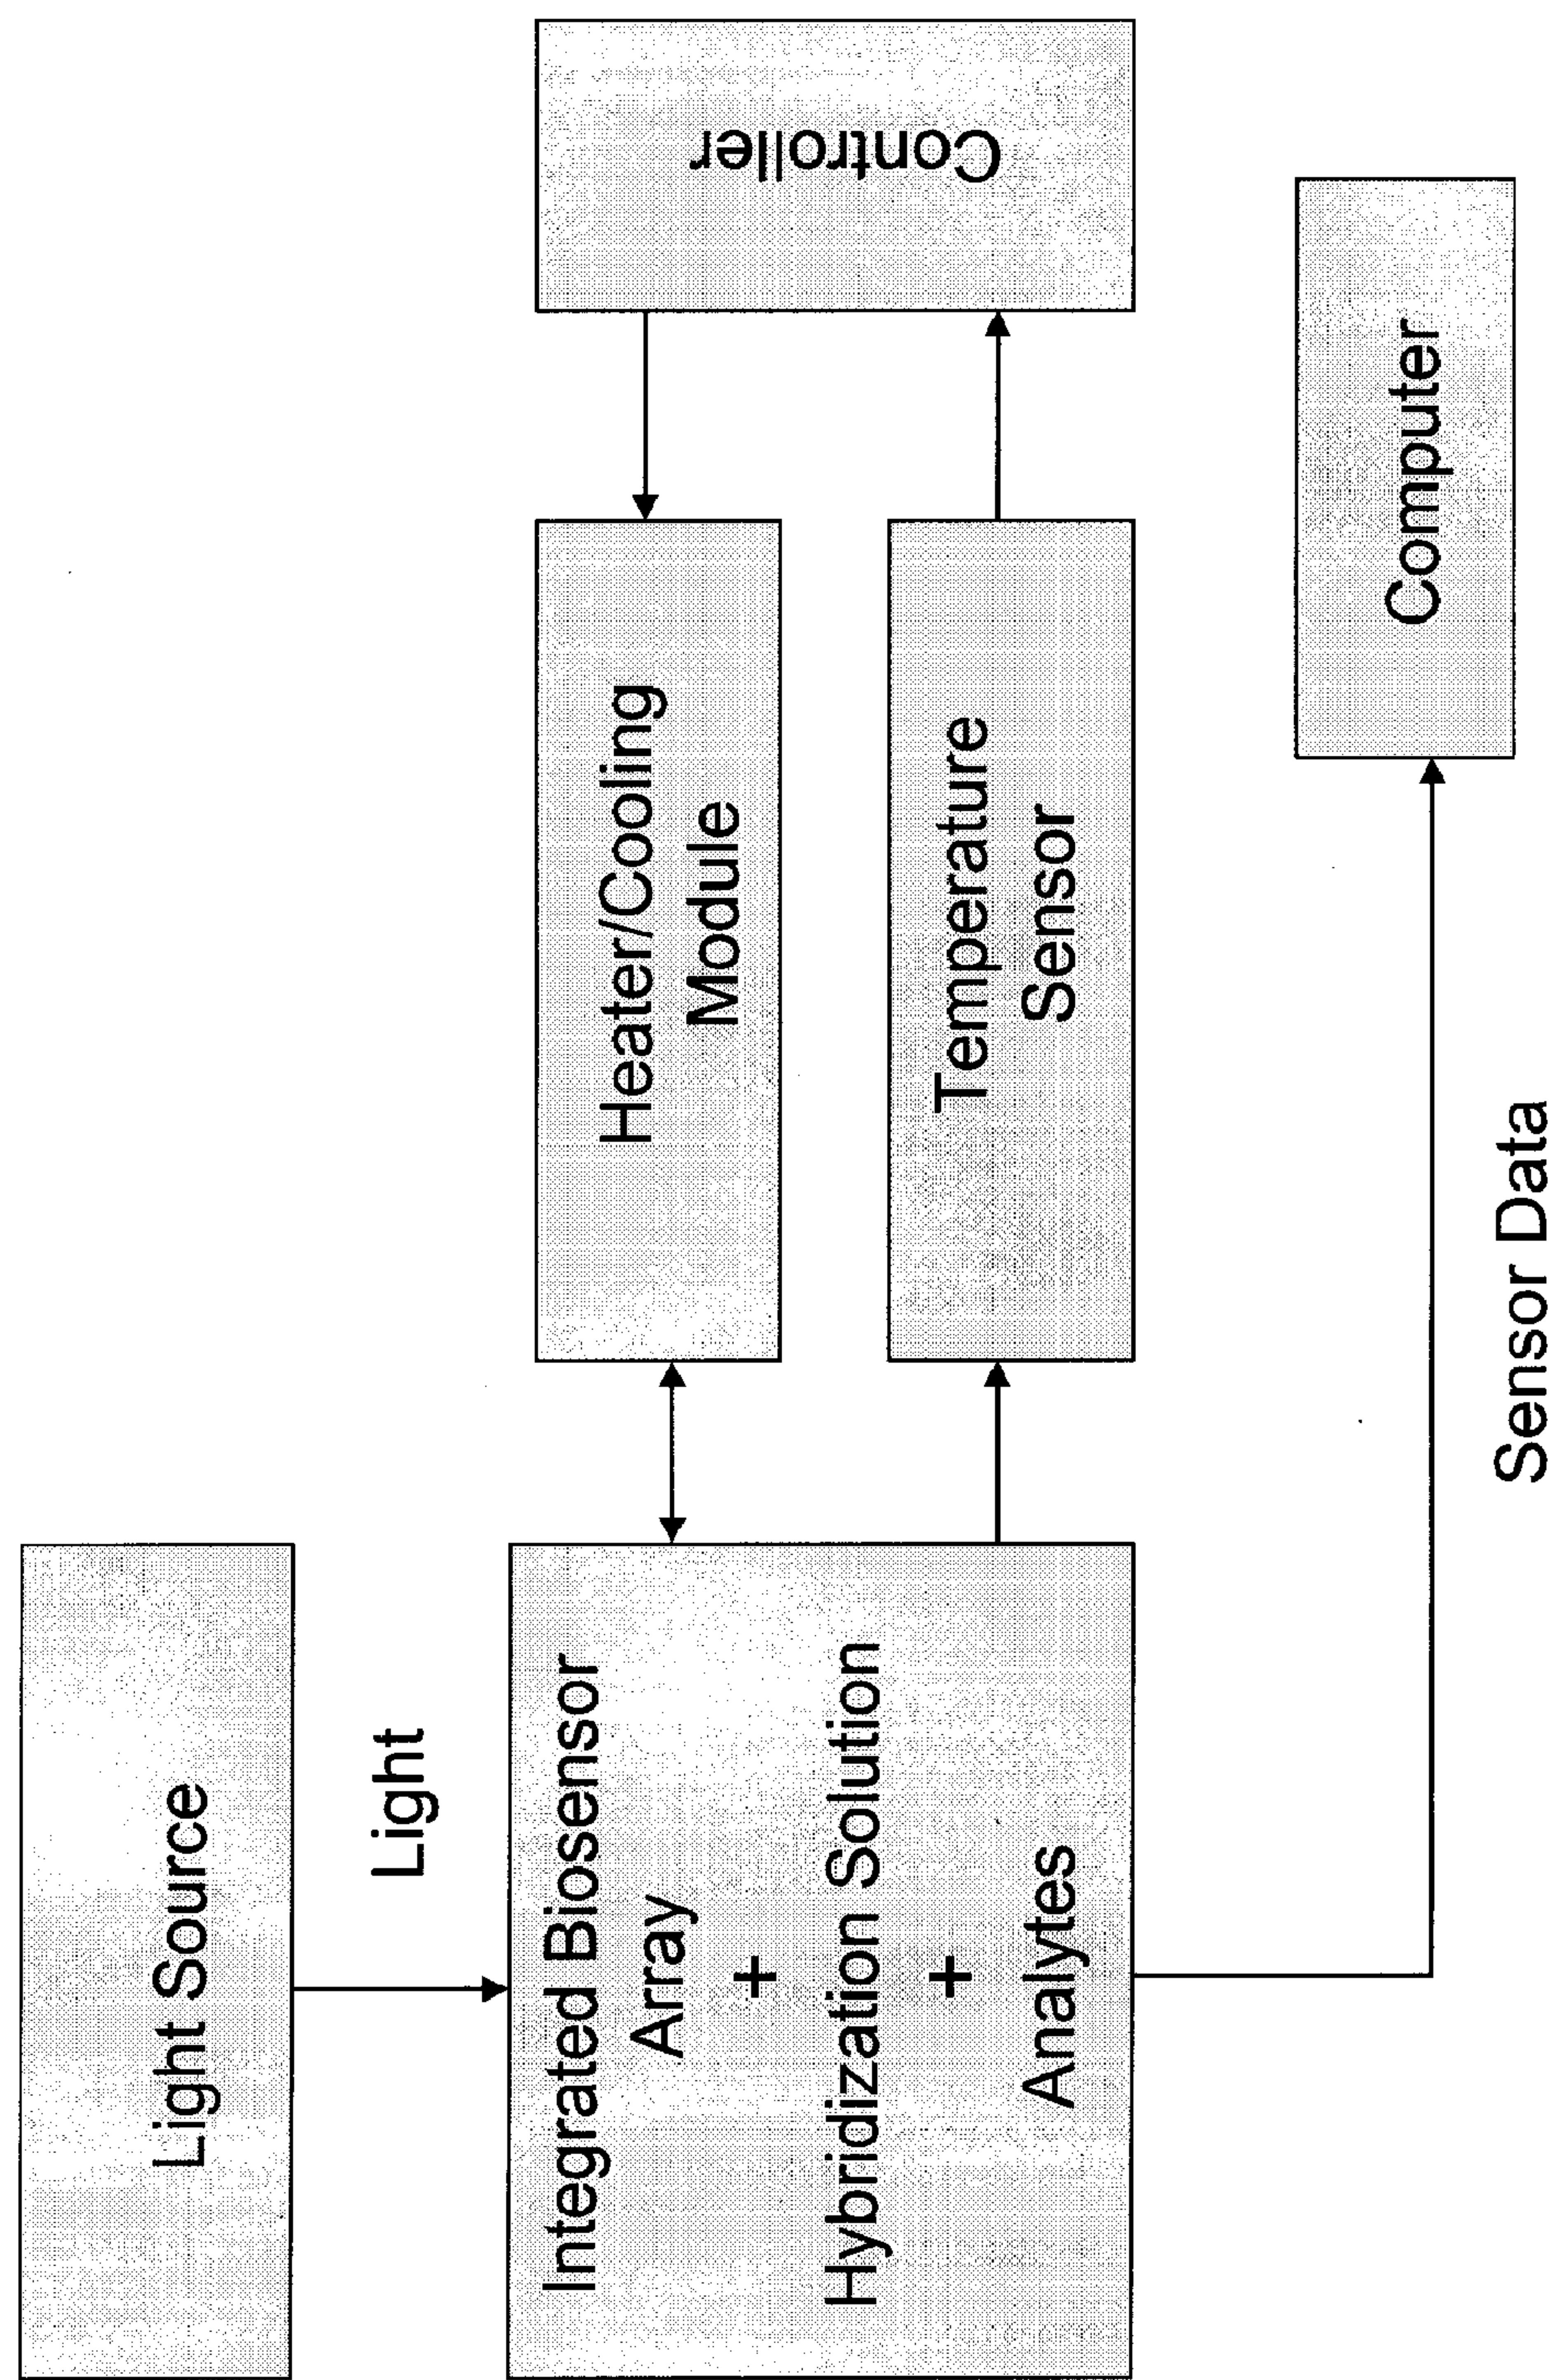 Light Source
Light
Integrated Biosensor
Array
+
Hybridization Solution
+
Analytes
Heater/Cooling
Module
Temperature
Sensor
Controller
Sensor Data
Computer